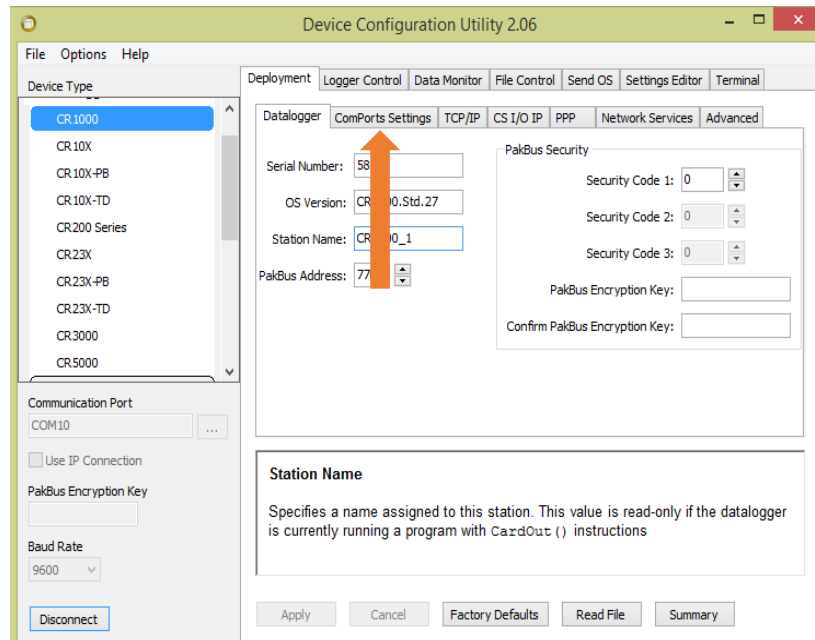 Device Configuration Utility 2.06
File Options Help
Device Type
CR1000
CR10X
CR10X-PB
CR10X-TD
CR200 Series
CR23X
CR23X-PB
CR23X-TD
CR3000
CR5000
Communication Port
COM10
...
Use IP Connection
PakBus Encryption Key
Baud Rate
9600
Disconnect
Deployment Logger Control Data Monitor File Control Send OS Settings Editor Terminal
Datalogger ComPorts Settings TCP/IP CS I/O IP PPP Network Services Advanced
Serial Number:
OS Version:
Station Name:
PakBus Address:
PakBus Security
Security Code 1: 0
Security Code 2: 0
Security Code 3: 0
PakBus Encryption Key:
Confirm PakBus Encryption Key:
Station Name
Specifies a name assigned to this station. This value is read-only if the datalogger
is currently running a program with CardOut() instructions
Apply Cancel Factory Defaults Read File Summary